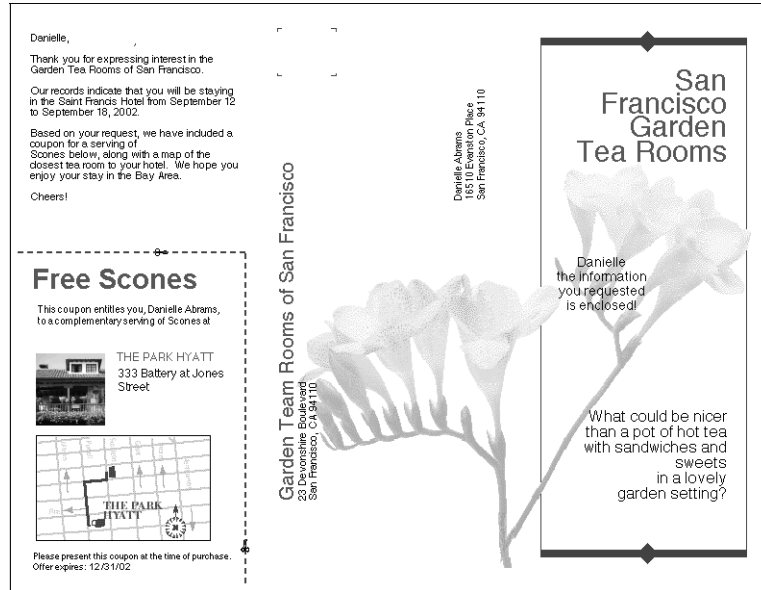 Danielle,
Thank you for expressing interest in the
Garden Tea Rooms of San Francisco.
Our records indicate that you will be staying
in the Saint Francis Hotel from September 12
to September 18, 2002.
Based on your request, we have included a
coupon for a serving of
Scones below, along with a map of the
closest tea room to your hotel. We hope you
enjoy your stay in the Bay Area.
Cheers!
Free Scones
This coupon entitles you, Danielle Abrams,
to a complementary serving of Scones at
THE PARK HYATT
333 Battery at Jones
Street
THE PARK
HYATT
Please present this coupon at the time of purchase.
Offer expires: 12/31/02
Garden Team Rooms of San Francisco
23 Devonshire Boulevard
San Francisco, CA 94110
Danielle Abrams
16510 Evanston Place
San Francisco, CA 94110
San
Francisco
Garden
Tea Rooms
Danielle
the information
you requested
is enclosed!
What could be nicer
than a pot of hot tea
with sandwiches and
sweets
in a lovely
garden setting?